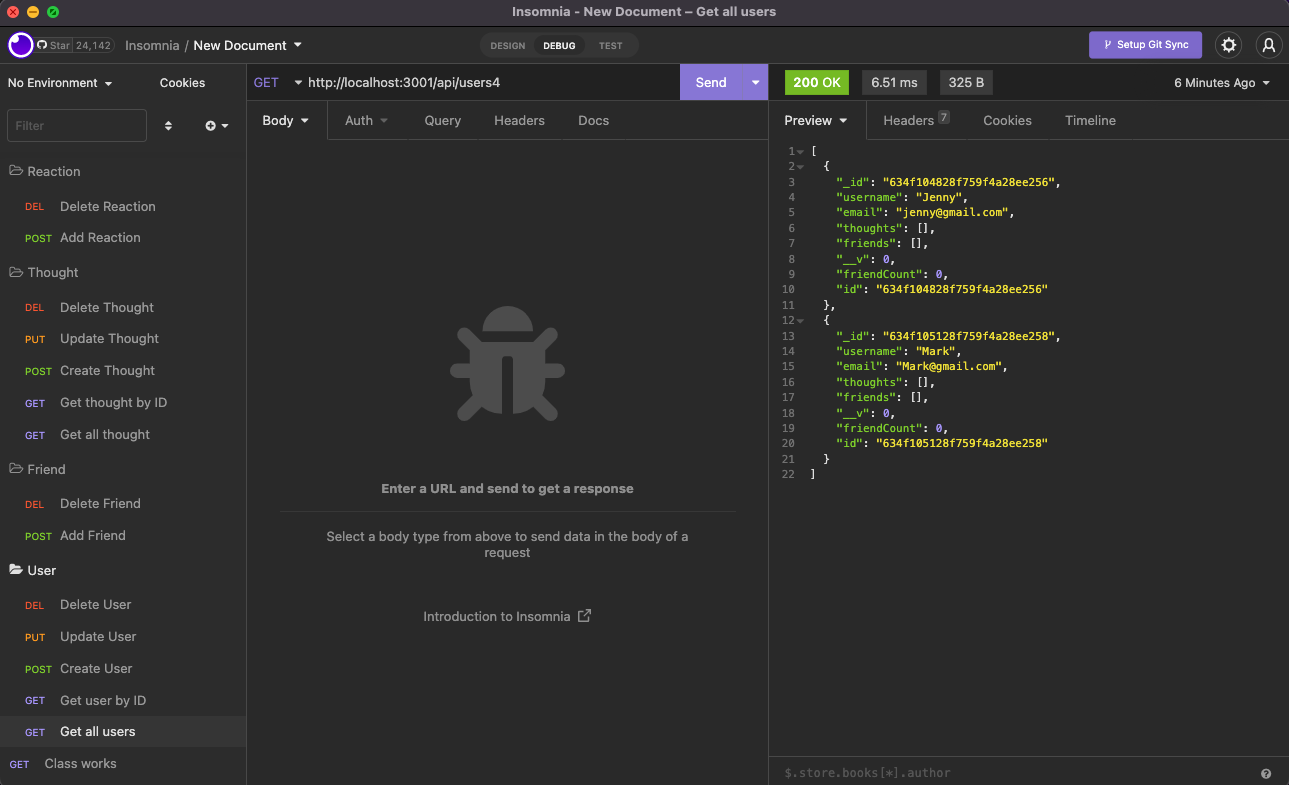 Insomnia - New Document – Get all users
Star 24,142 Insomnia / New Document
DESIGN DEBUG TEST
Setup Git Sync
No Environment Cookies
Filter
Reaction
DEL Delete Reaction
POST Add Reaction
Thought
DEL Delete Thought
PUT Update Thought
POST Create Thought
GET Get thought by ID
GET Get all thought
Friend
DEL Delete Friend
POST Add Friend
User
DEL Delete User
PUT Update User
POST Create User
GET Get user by ID
GET Get all users
GET Class works
GET http://localhost:3001/api/users4 Send
Body Auth Query Headers Docs
Enter a URL and send to get a response
Select a body type from above to send data in the body of a
request
Introduction to Insomnia
200 OK 6.51 ms 325 B 6 Minutes Ago
Preview Headers 7 Cookies Timeline
1 [
2 {
3 "_id": "634f104828f759f4a28ee256",
4 "username": "Jenny",
5 "email": "jenny@gmail.com",
6 "thoughts": [],
7 "friends": [],
8 "__v": 0,
9 "friendCount": 0,
10 "id": "634f104828f759f4a28ee256"
11 },
12 {
13 "_id": "634f105128f759f4a28ee258",
14 "username": "Mark",
15 "email": "Mark@gmail.com",
16 "thoughts": [],
17 "friends": [],
18 "__v": 0,
19 "friendCount": 0,
20 "id": "634f105128f759f4a28ee258"
21 }
22 ]
$.store.books[*].author